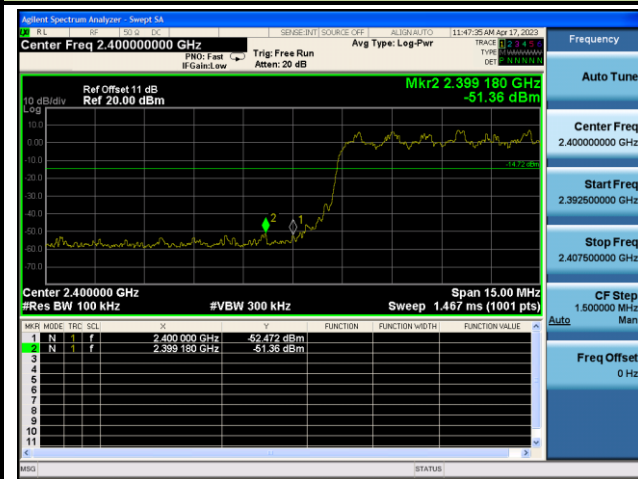 Agilent Spectrum Analyzer - Swept SA
RL RF 50 Ω DC SENSE:INT SOURCE OFF ALIGNAUTO 11:47:35 AM Apr 17, 2023
Center Freq 2.400000000 GHz
PNO: Fast
IFGain:Low
Trig: Free Run
Atten: 20 dB
Avg Type: Log-Pwr
TRACE 1 2 3 4 5 6
TYPE M
DET P N N N N N
Ref Offset 11 dB
10 dB/div Ref 20.00 dBm
Log
Mkr2 2.399 180 GHz
-51.36 dBm
10.0
0.00
-10.0
-14.72 dBm
-20.0
-30.0
-40.0
-50.0
-60.0
-70.0
2
1
Center 2.400000 GHz Span 15.00 MHz
#Res BW 100 kHz #VBW 300 kHz Sweep 1.467 ms (1001 pts)
MKR MODE TRC SCL X Y FUNCTION FUNCTION WIDTH FUNCTION VALUE
1 N 1 f 2.400 000 GHz -52.472 dBm
2 N 1 f 2.399 180 GHz -51.36 dBm
3
4
5
6
7
8
9
10
11
MSG STATUS
Frequency
Auto Tune
Center Freq
2.400000000 GHz
Start Freq
2.392500000 GHz
Stop Freq
2.407500000 GHz
CF Step
1.500000 MHz
Auto Man
Freq Offset
0 Hz